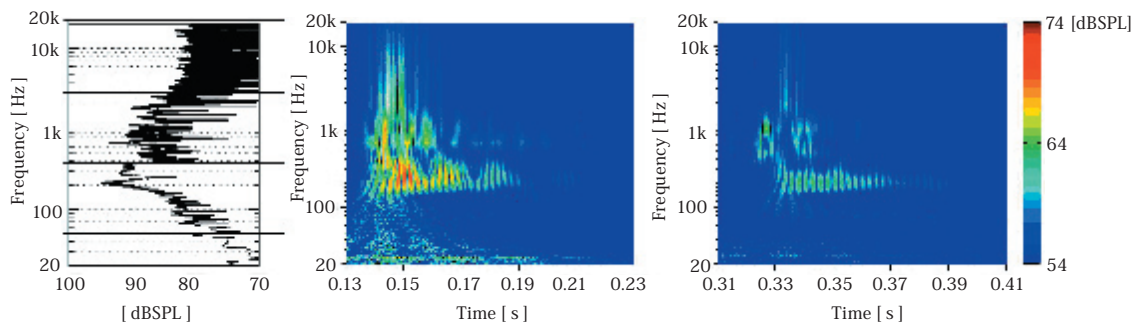 20k
10k
1k
100
20
Frequency [ Hz ]
100 90 80 70
[ dBSPL ]
20k
10k
1k
100
20
Frequency [ Hz ]
0.13 0.15 0.17 0.19 0.21 0.23
Time [ s ]
20k
10k
1k
100
20
Frequency [ Hz ]
0.31 0.33 0.35 0.37 0.39 0.41
Time [ s ]
74 [dBSPL]
64
54